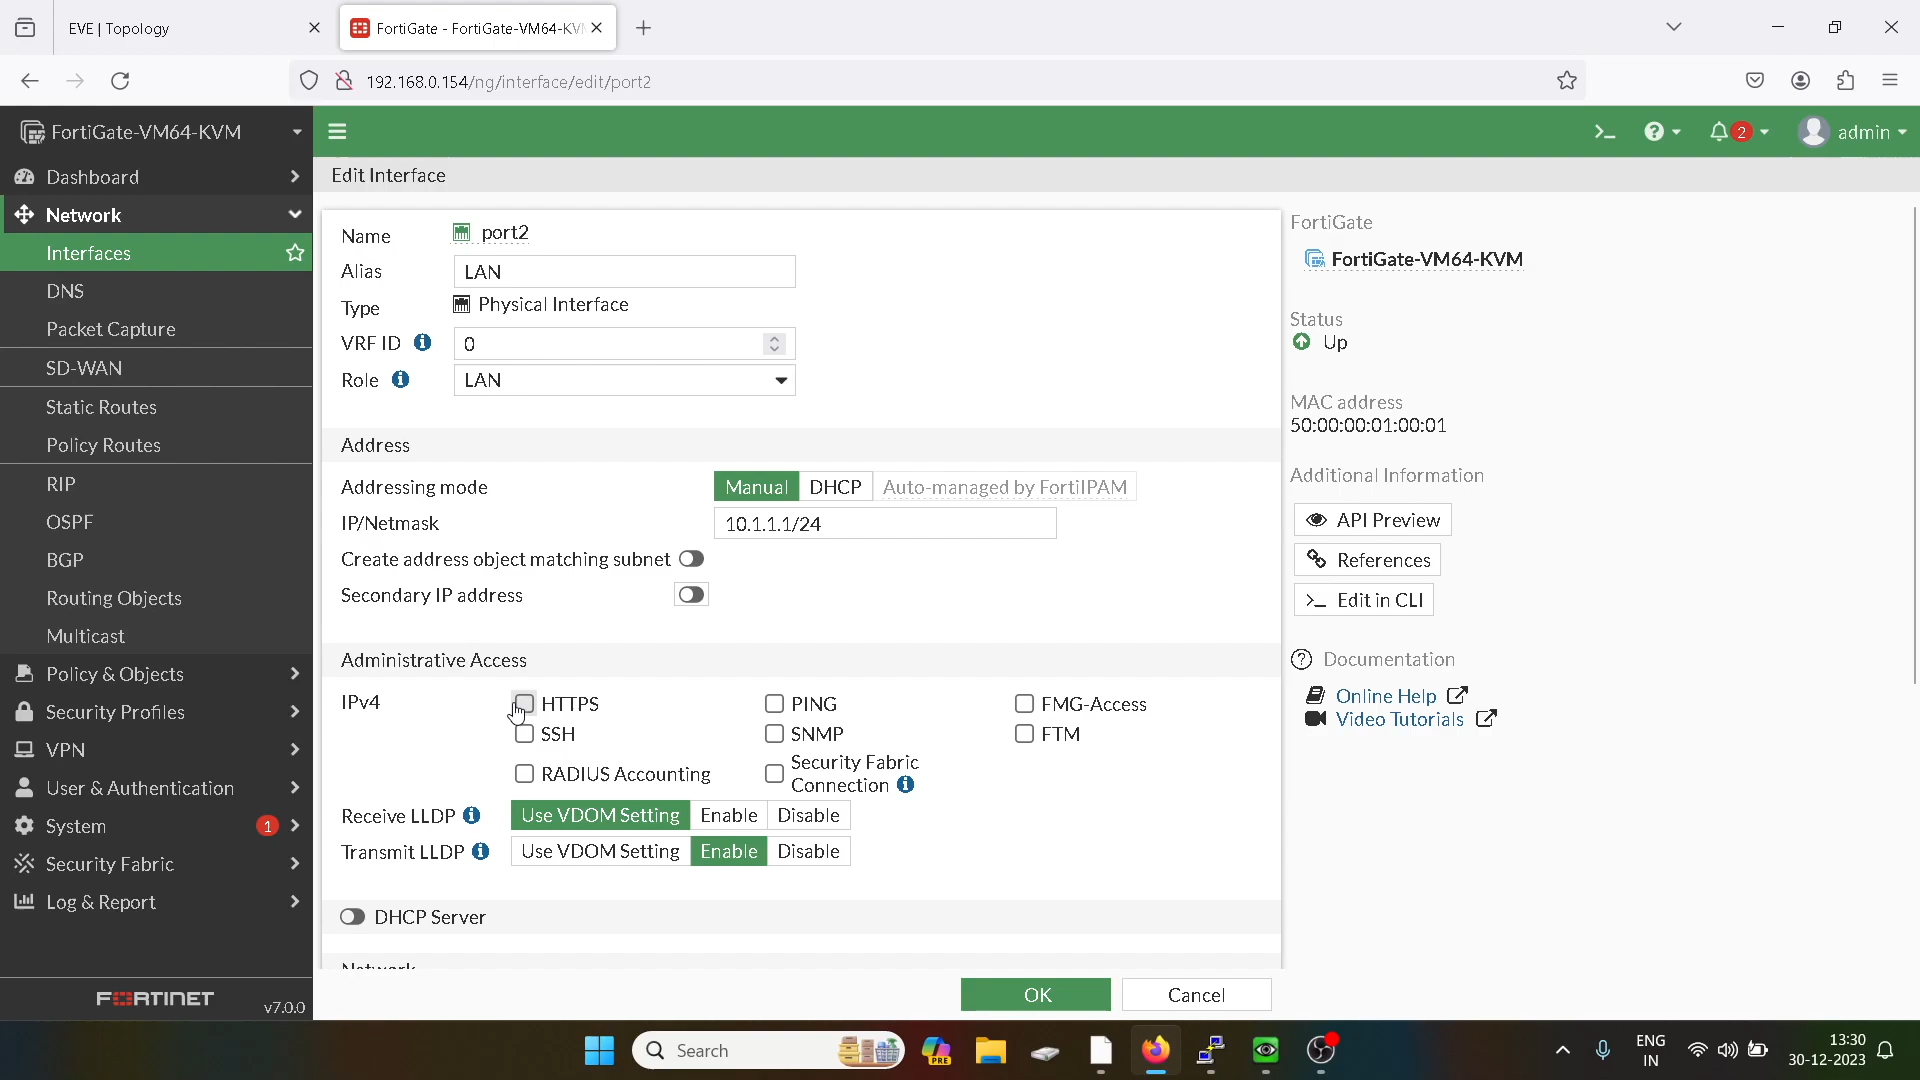 EVE | Topology
FortiGate - FortiGate-VM64-KV
192.168.0.154/ng/interface/edit/port2
FortiGate-VM64-KVM
2
admin
Dashboard
Network
Interfaces
DNS
Packet Capture
SD-WAN
Static Routes
Policy Routes
RIP
OSPF
BGP
Routing Objects
Multicast
Policy & Objects
Security Profiles
VPN
User & Authentication
System 1
Security Fabric
Log & Report
FORTINET v7.0.0
Edit Interface
Name port2
Alias LAN
Type Physical Interface
VRF ID 0
Role LAN
Address
Addressing mode Manual DHCP Auto-managed by FortiIPAM
IP/Netmask 10.1.1.1/24
Create address object matching subnet
Secondary IP address
Administrative Access
IPv4 HTTPS PING FMG-Access
SSH SNMP FTM
RADIUS Accounting Security Fabric Connection
Receive LLDP Use VDOM Setting Enable Disable
Transmit LLDP Use VDOM Setting Enable Disable
DHCP Server
Network
OK Cancel
FortiGate
FortiGate-VM64-KVM
Status
Up
MAC address
50:00:00:01:00:01
Additional Information
API Preview
References
Edit in CLI
Documentation
Online Help
Video Tutorials
Search
PRE
ENG
IN
13:30
30-12-2023